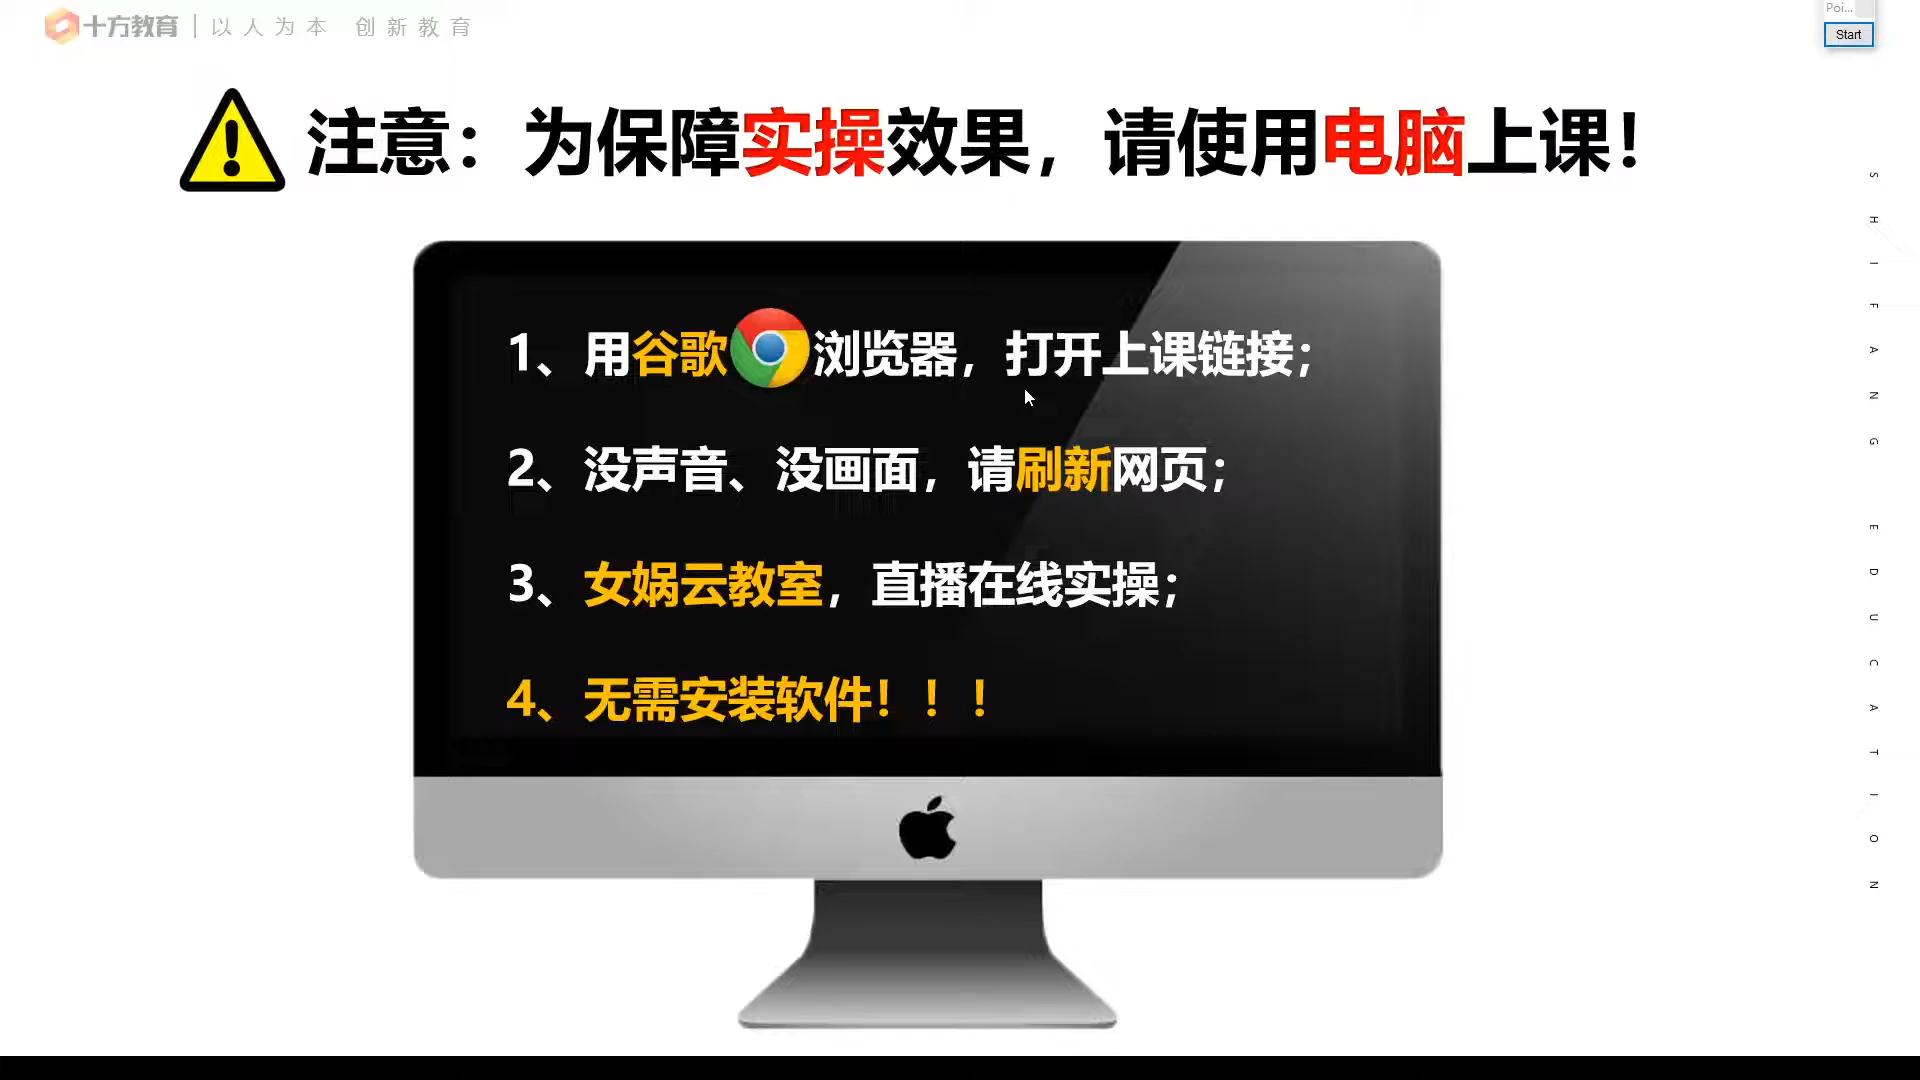 十方教育 | 以人为本 创新教育
Poi...
Start
注意：为保障实操效果，请使用电脑上课！
1、用谷歌浏览器，打开上课链接；
2、没声音、没画面，请刷新网页；
3、女娲云教室，直播在线实操；
4、无需安装软件！！！
SHIFANG EDUCATION